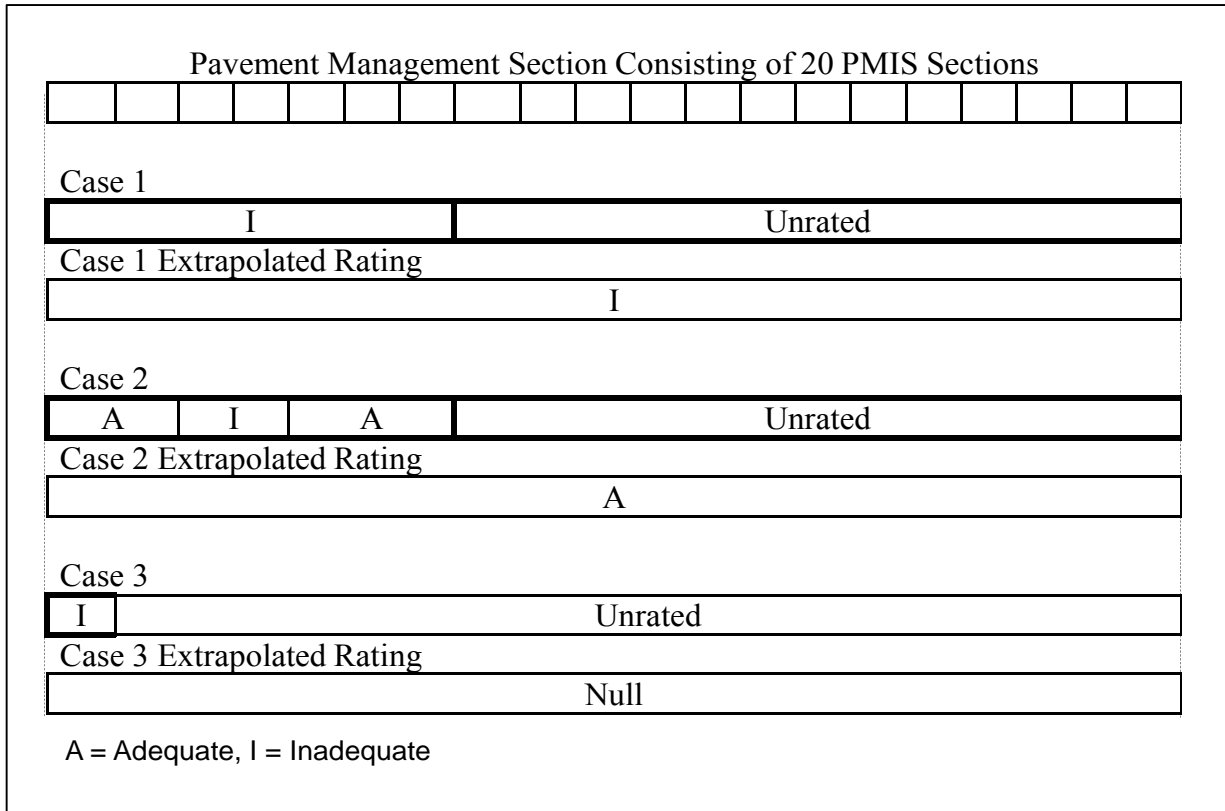 Pavement Management Section Consisting of 20 PMIS Sections
Case 1
I Unrated
Case 1 Extrapolated Rating
I
Case 2
A I A Unrated
Case 2 Extrapolated Rating
A
Case 3
I Unrated
Case 3 Extrapolated Rating
Null
A = Adequate, I = Inadequate